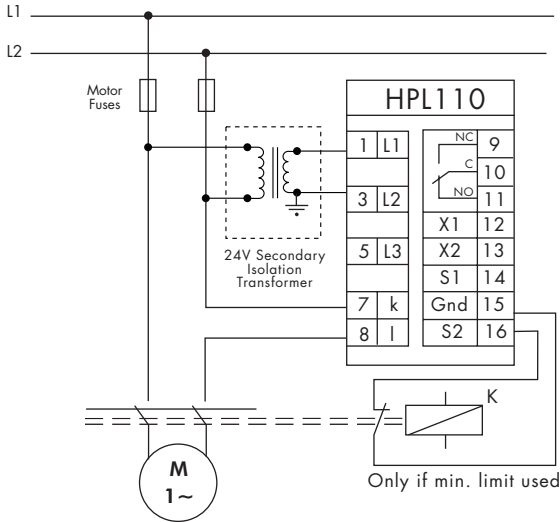 L1
L2
Motor
Fuses
HPL110
1 L1
3 L2
5 L3
7 k
8 l
NC 9
C 10
NO 11
X1 12
X2 13
S1 14
Gnd 15
S2 16
24V Secondary
Isolation
Transformer
K
M
1~
Only if min. limit used